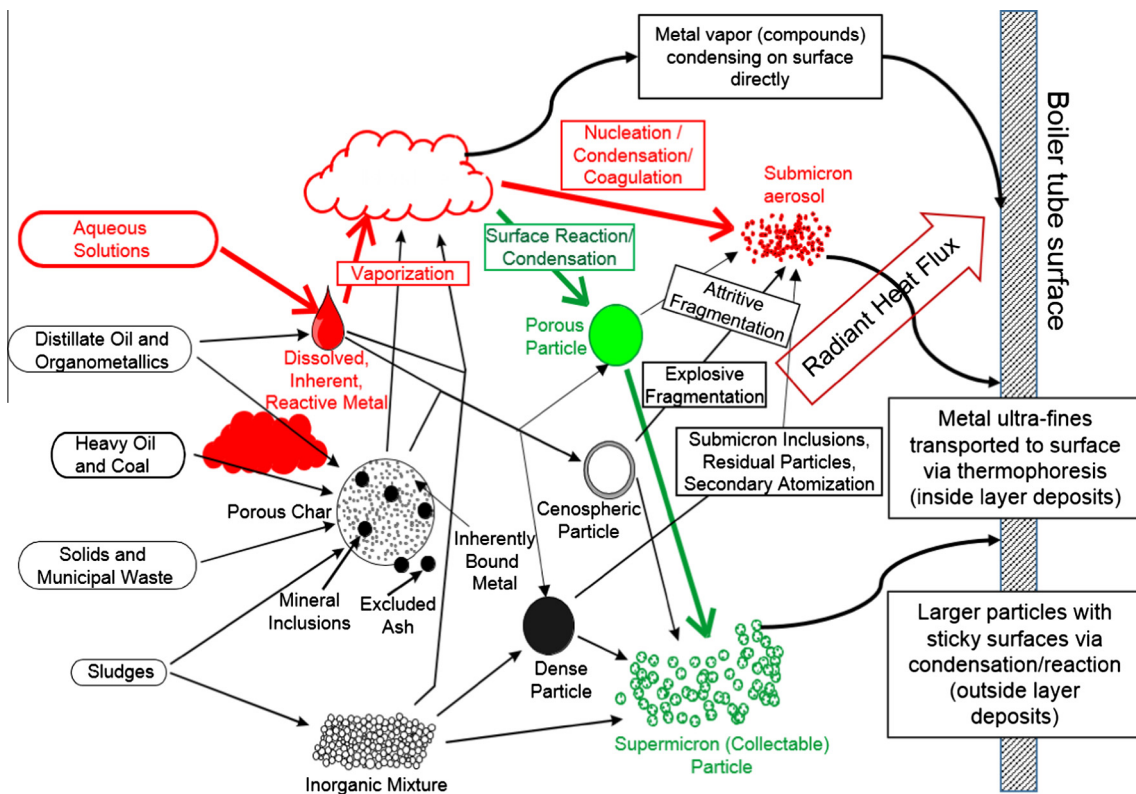 Metal vapor (compounds)
condensing on surface
directly
Boiler tube surface
Nucleation /
Condensation/
Coagulation
Submicron
aerosol
Aqueous
Solutions
Surface Reaction/
Condensation
Vaporization
Radiant Heat Flux
Attritive
Fragmentation
Porous
Particle
Distillate Oil and
Organometallics
Dissolved,
Inherent,
Reactive Metal
Explosive
Fragmentation
Heavy Oil
and Coal
Submicron Inclusions,
Residual Particles,
Secondary Atomization
Metal ultra-fines
transported to surface
via thermophoresis
(inside layer deposits)
Porous Char
Cenospheric
Particle
Inherently
Bound
Metal
Solids and
Municipal Waste
Mineral
Inclusions
Excluded
Ash
Larger particles with
sticky surfaces via
condensation/reaction
(outside layer
deposits)
Sludges
Dense
Particle
Supermicron (Collectable)
Particle
Inorganic Mixture